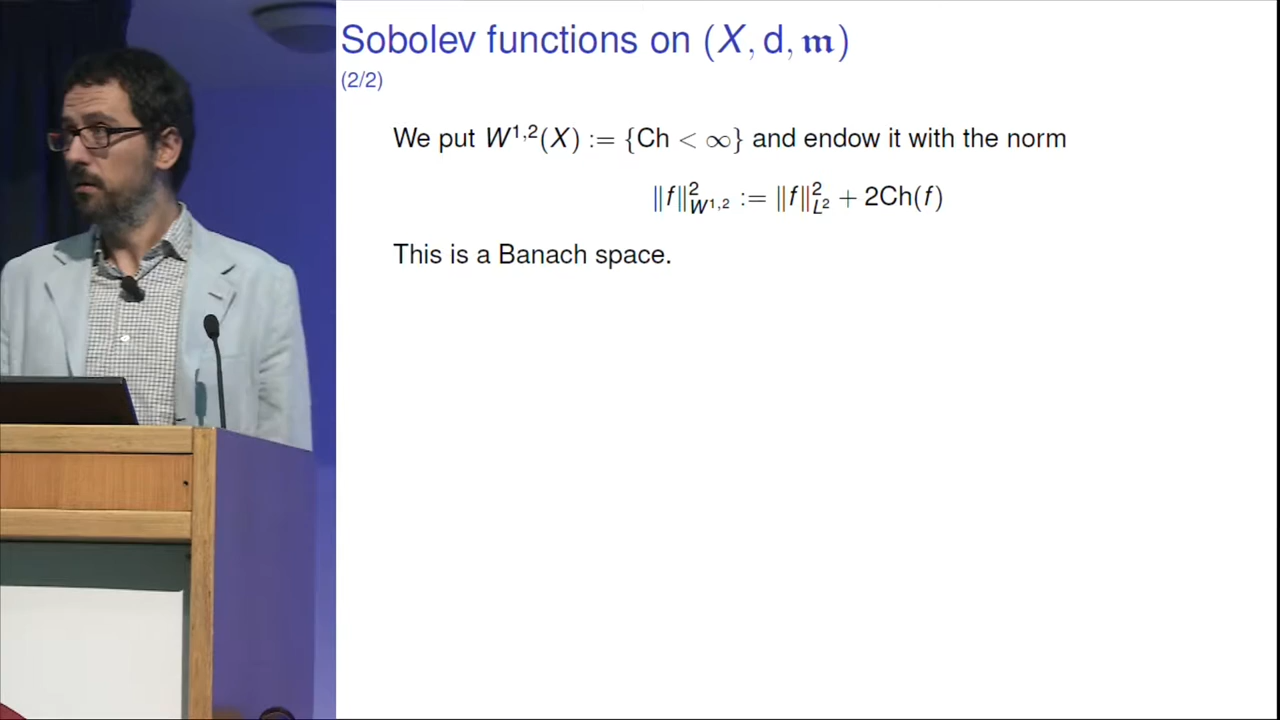 Sobolev functions on (X, d, 𝔪)
(2/2)
We put W^{1,2}(X) := {Ch < ∞} and endow it with the norm
‖f‖²_{W^{1,2}} := ‖f‖²_{L²} + 2Ch(f)
This is a Banach space.